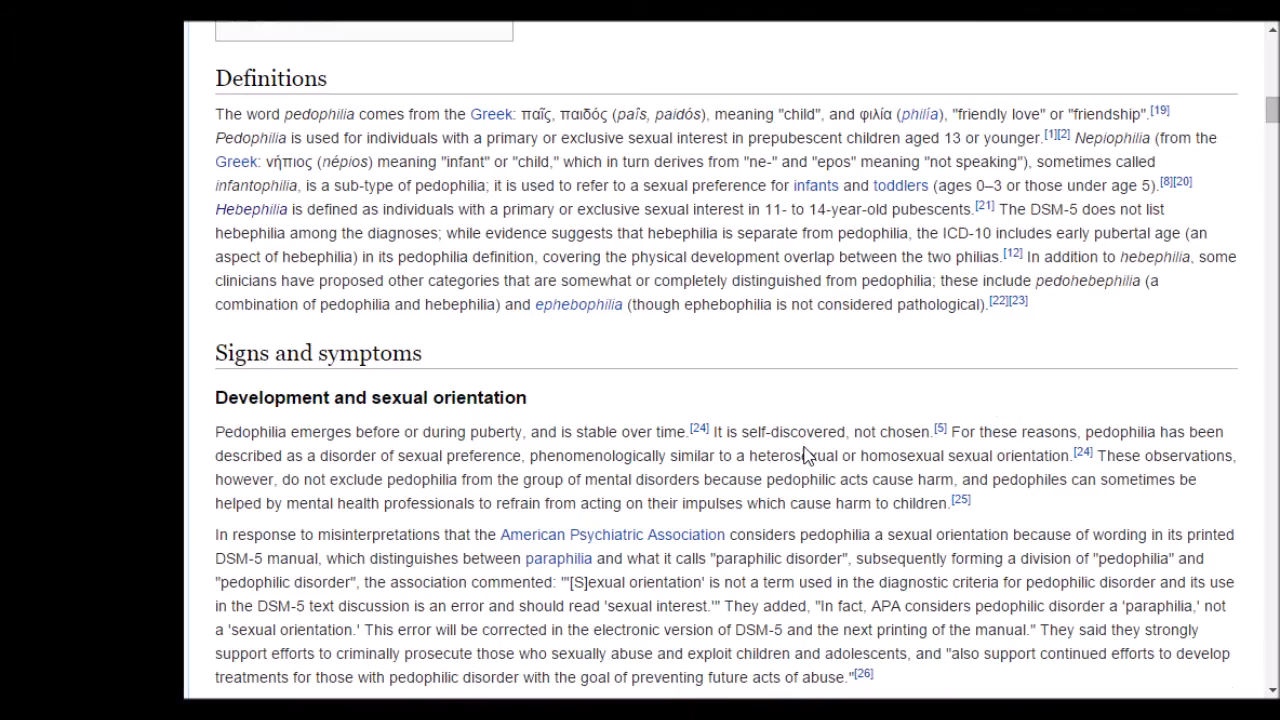 Definitions
The word pedophilia comes from the Greek: παῖς, παιδός (paîs, paidós), meaning "child", and φιλία (philía), "friendly love" or "friendship".[19]
Pedophilia is used for individuals with a primary or exclusive sexual interest in prepubescent children aged 13 or younger.[1][2] Nepiophilia (from the
Greek: νήπιος (népios) meaning "infant" or "child," which in turn derives from "ne-" and "epos" meaning "not speaking"), sometimes called
infantophilia, is a sub-type of pedophilia; it is used to refer to a sexual preference for infants and toddlers (ages 0–3 or those under age 5).[8][20]
Hebephilia is defined as individuals with a primary or exclusive sexual interest in 11- to 14-year-old pubescents.[21] The DSM-5 does not list
hebephilia among the diagnoses; while evidence suggests that hebephilia is separate from pedophilia, the ICD-10 includes early pubertal age (an
aspect of hebephilia) in its pedophilia definition, covering the physical development overlap between the two philias.[12] In addition to hebephilia, some
clinicians have proposed other categories that are somewhat or completely distinguished from pedophilia; these include pedohebephilia (a
combination of pedophilia and hebephilia) and ephebophilia (though ephebophilia is not considered pathological).[22][23]
Signs and symptoms
Development and sexual orientation
Pedophilia emerges before or during puberty, and is stable over time.[24] It is self-discovered, not chosen.[5] For these reasons, pedophilia has been
described as a disorder of sexual preference, phenomenologically similar to a heterosexual or homosexual sexual orientation.[24] These observations,
however, do not exclude pedophilia from the group of mental disorders because pedophilic acts cause harm, and pedophiles can sometimes be
helped by mental health professionals to refrain from acting on their impulses which cause harm to children.[25]
In response to misinterpretations that the American Psychiatric Association considers pedophilia a sexual orientation because of wording in its printed
DSM-5 manual, which distinguishes between paraphilia and what it calls "paraphilic disorder", subsequently forming a division of "pedophilia" and
"pedophilic disorder", the association commented: "'[S]exual orientation' is not a term used in the diagnostic criteria for pedophilic disorder and its use
in the DSM-5 text discussion is an error and should read 'sexual interest.'" They added, "In fact, APA considers pedophilic disorder a 'paraphilia,' not
a 'sexual orientation.' This error will be corrected in the electronic version of DSM-5 and the next printing of the manual." They said they strongly
support efforts to criminally prosecute those who sexually abuse and exploit children and adolescents, and "also support continued efforts to develop
treatments for those with pedophilic disorder with the goal of preventing future acts of abuse."[26]